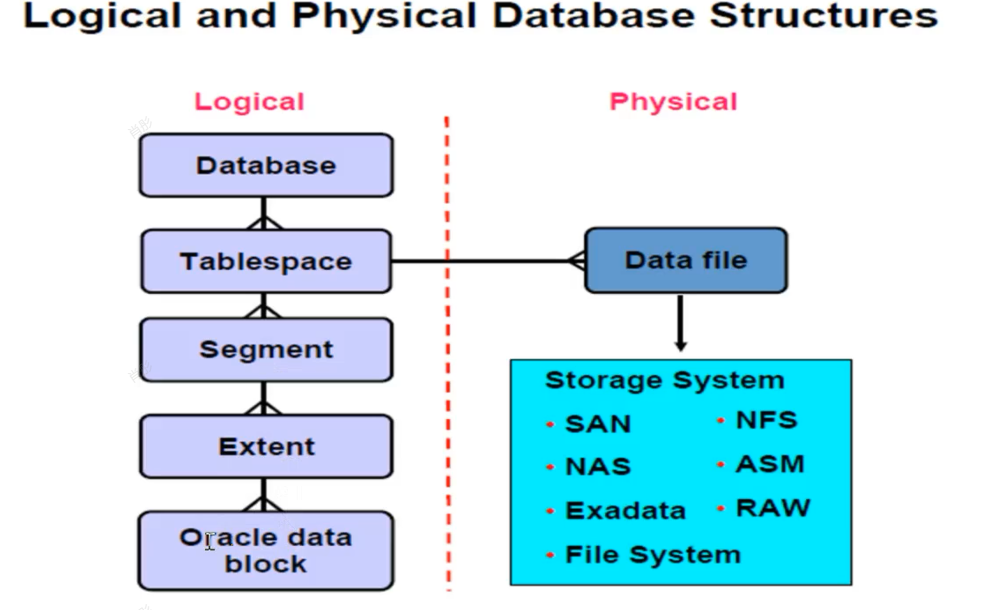 Logical and Physical Database Structures
Logical
Physical
Database
Tablespace
Data file
Segment
Extent
Oracle data
block
Storage System
• SAN
• NFS
• NAS
• ASM
• Exadata
• RAW
• File System